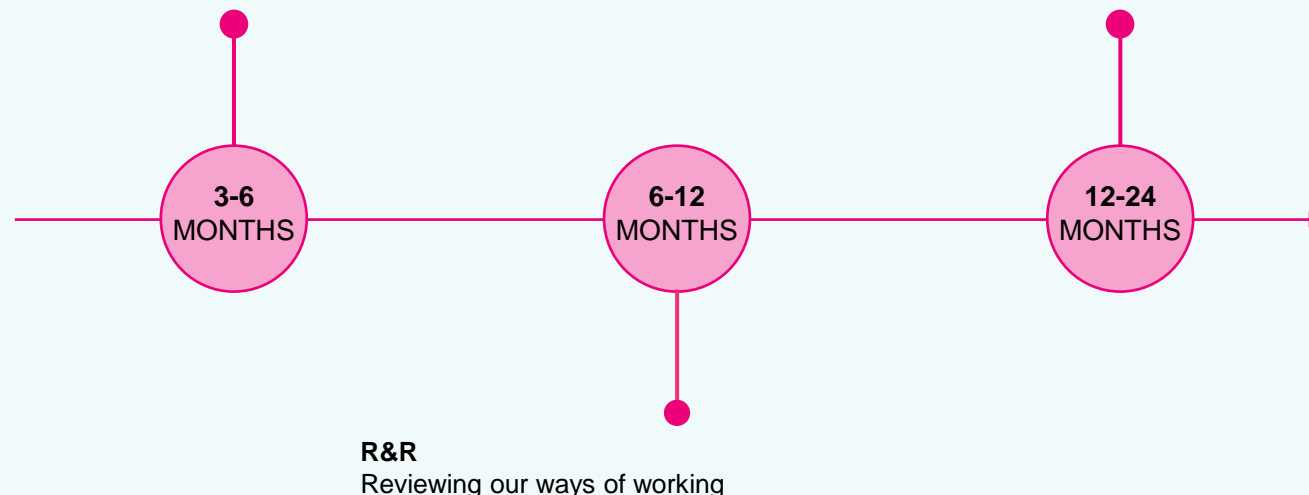 3-6
MONTHS
6-12
MONTHS
12-24
MONTHS
R&R
Reviewing our ways of working